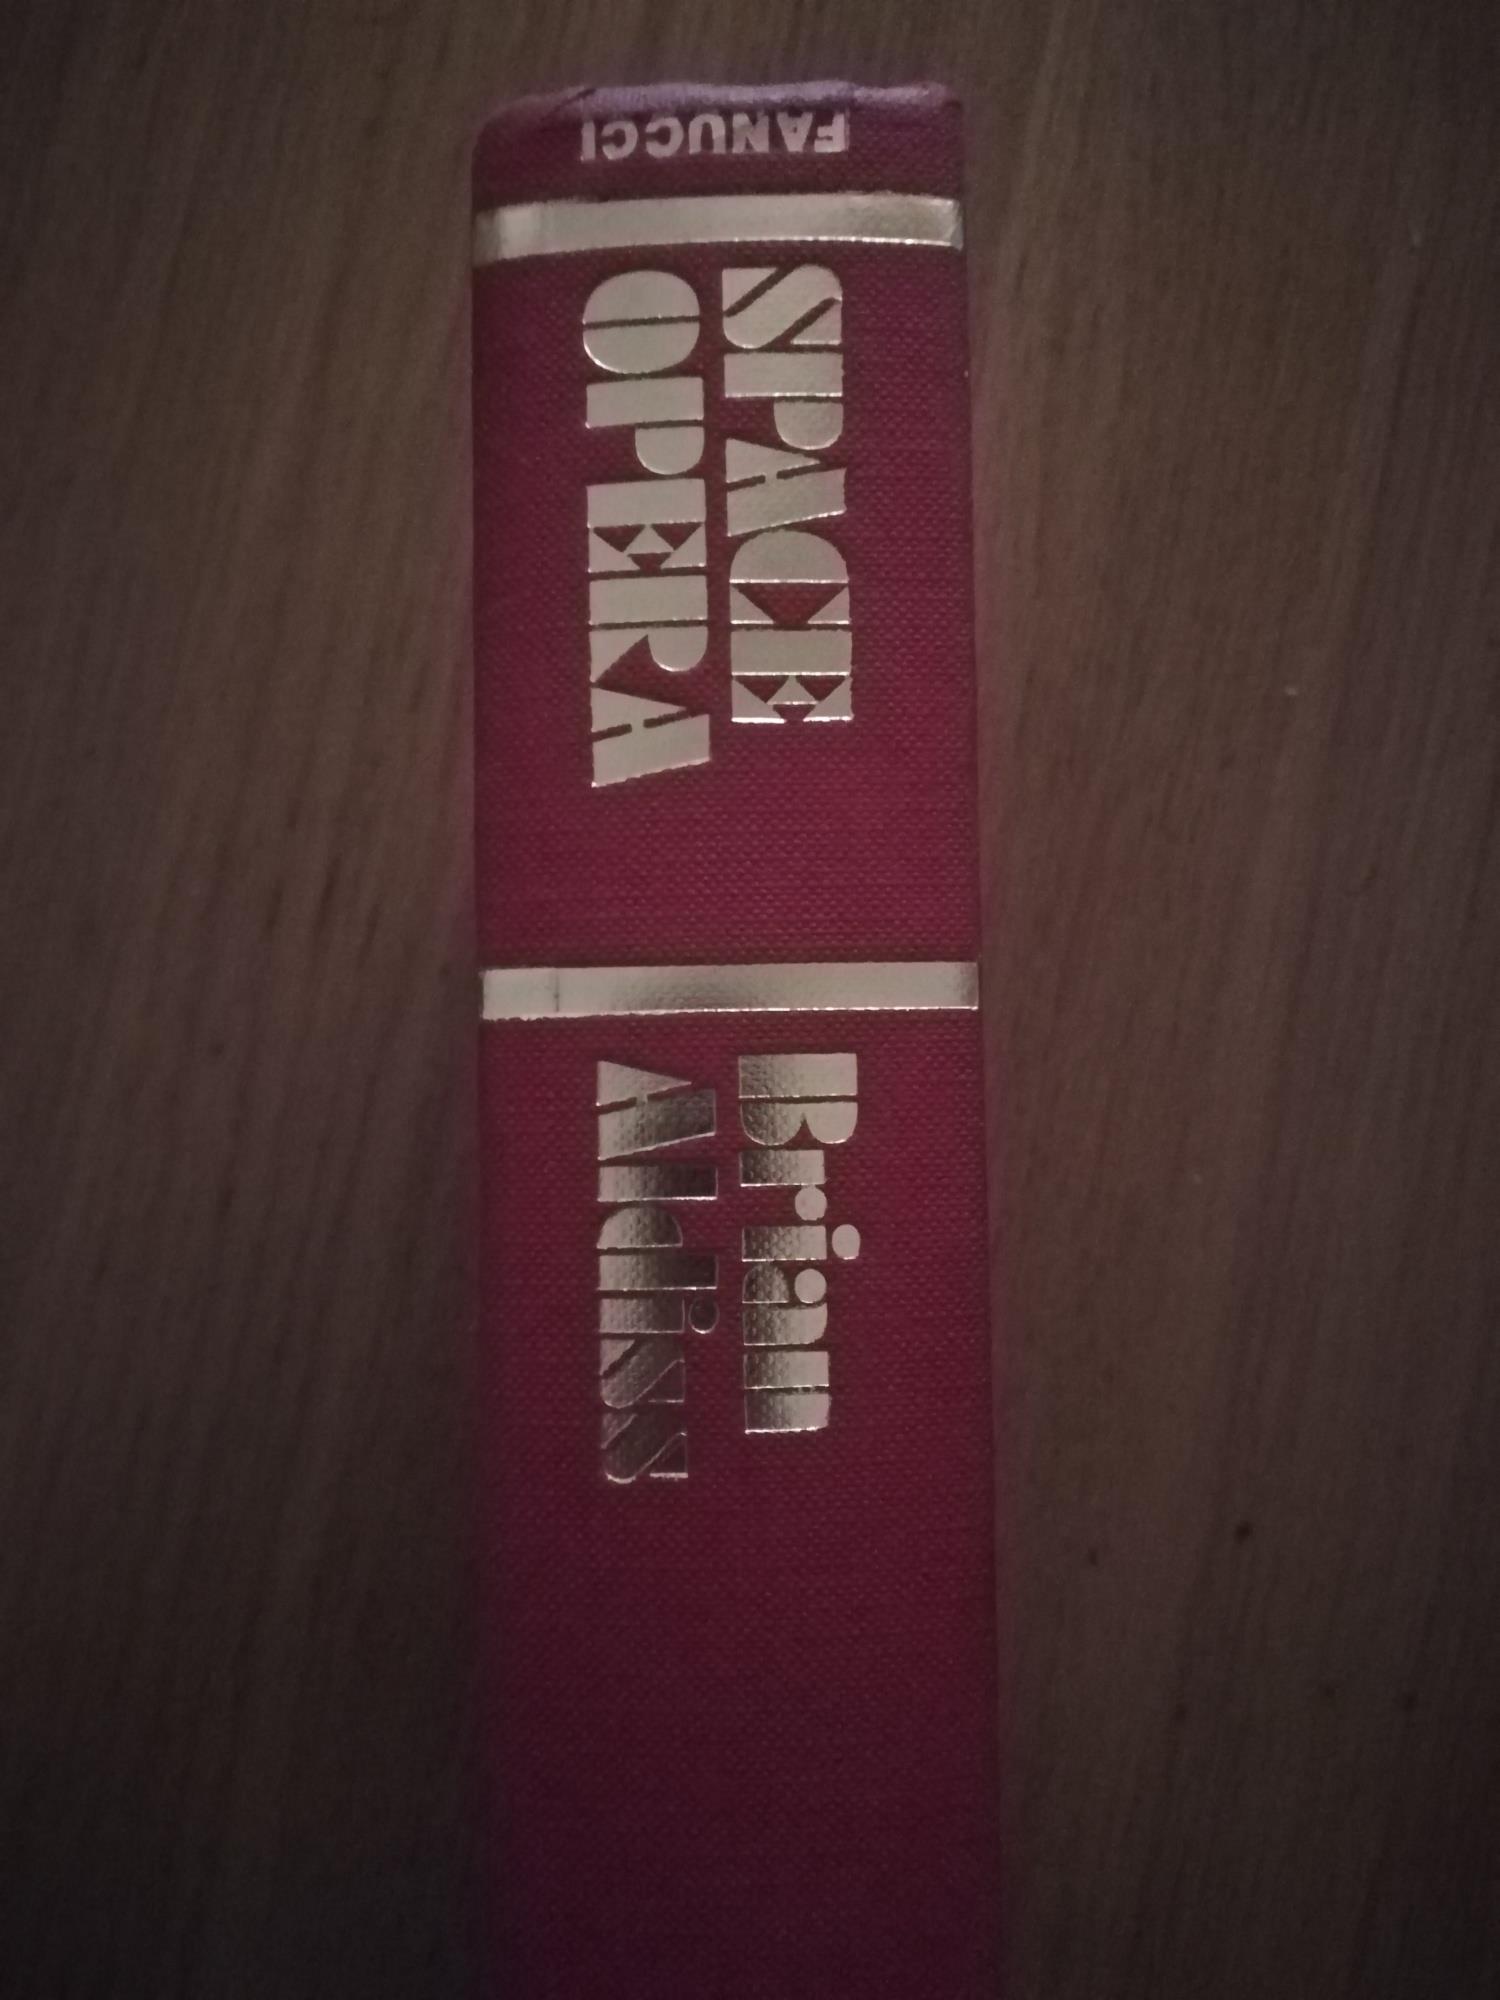 FANUCCI
SPACE
OPERA
Brian
Aldiss